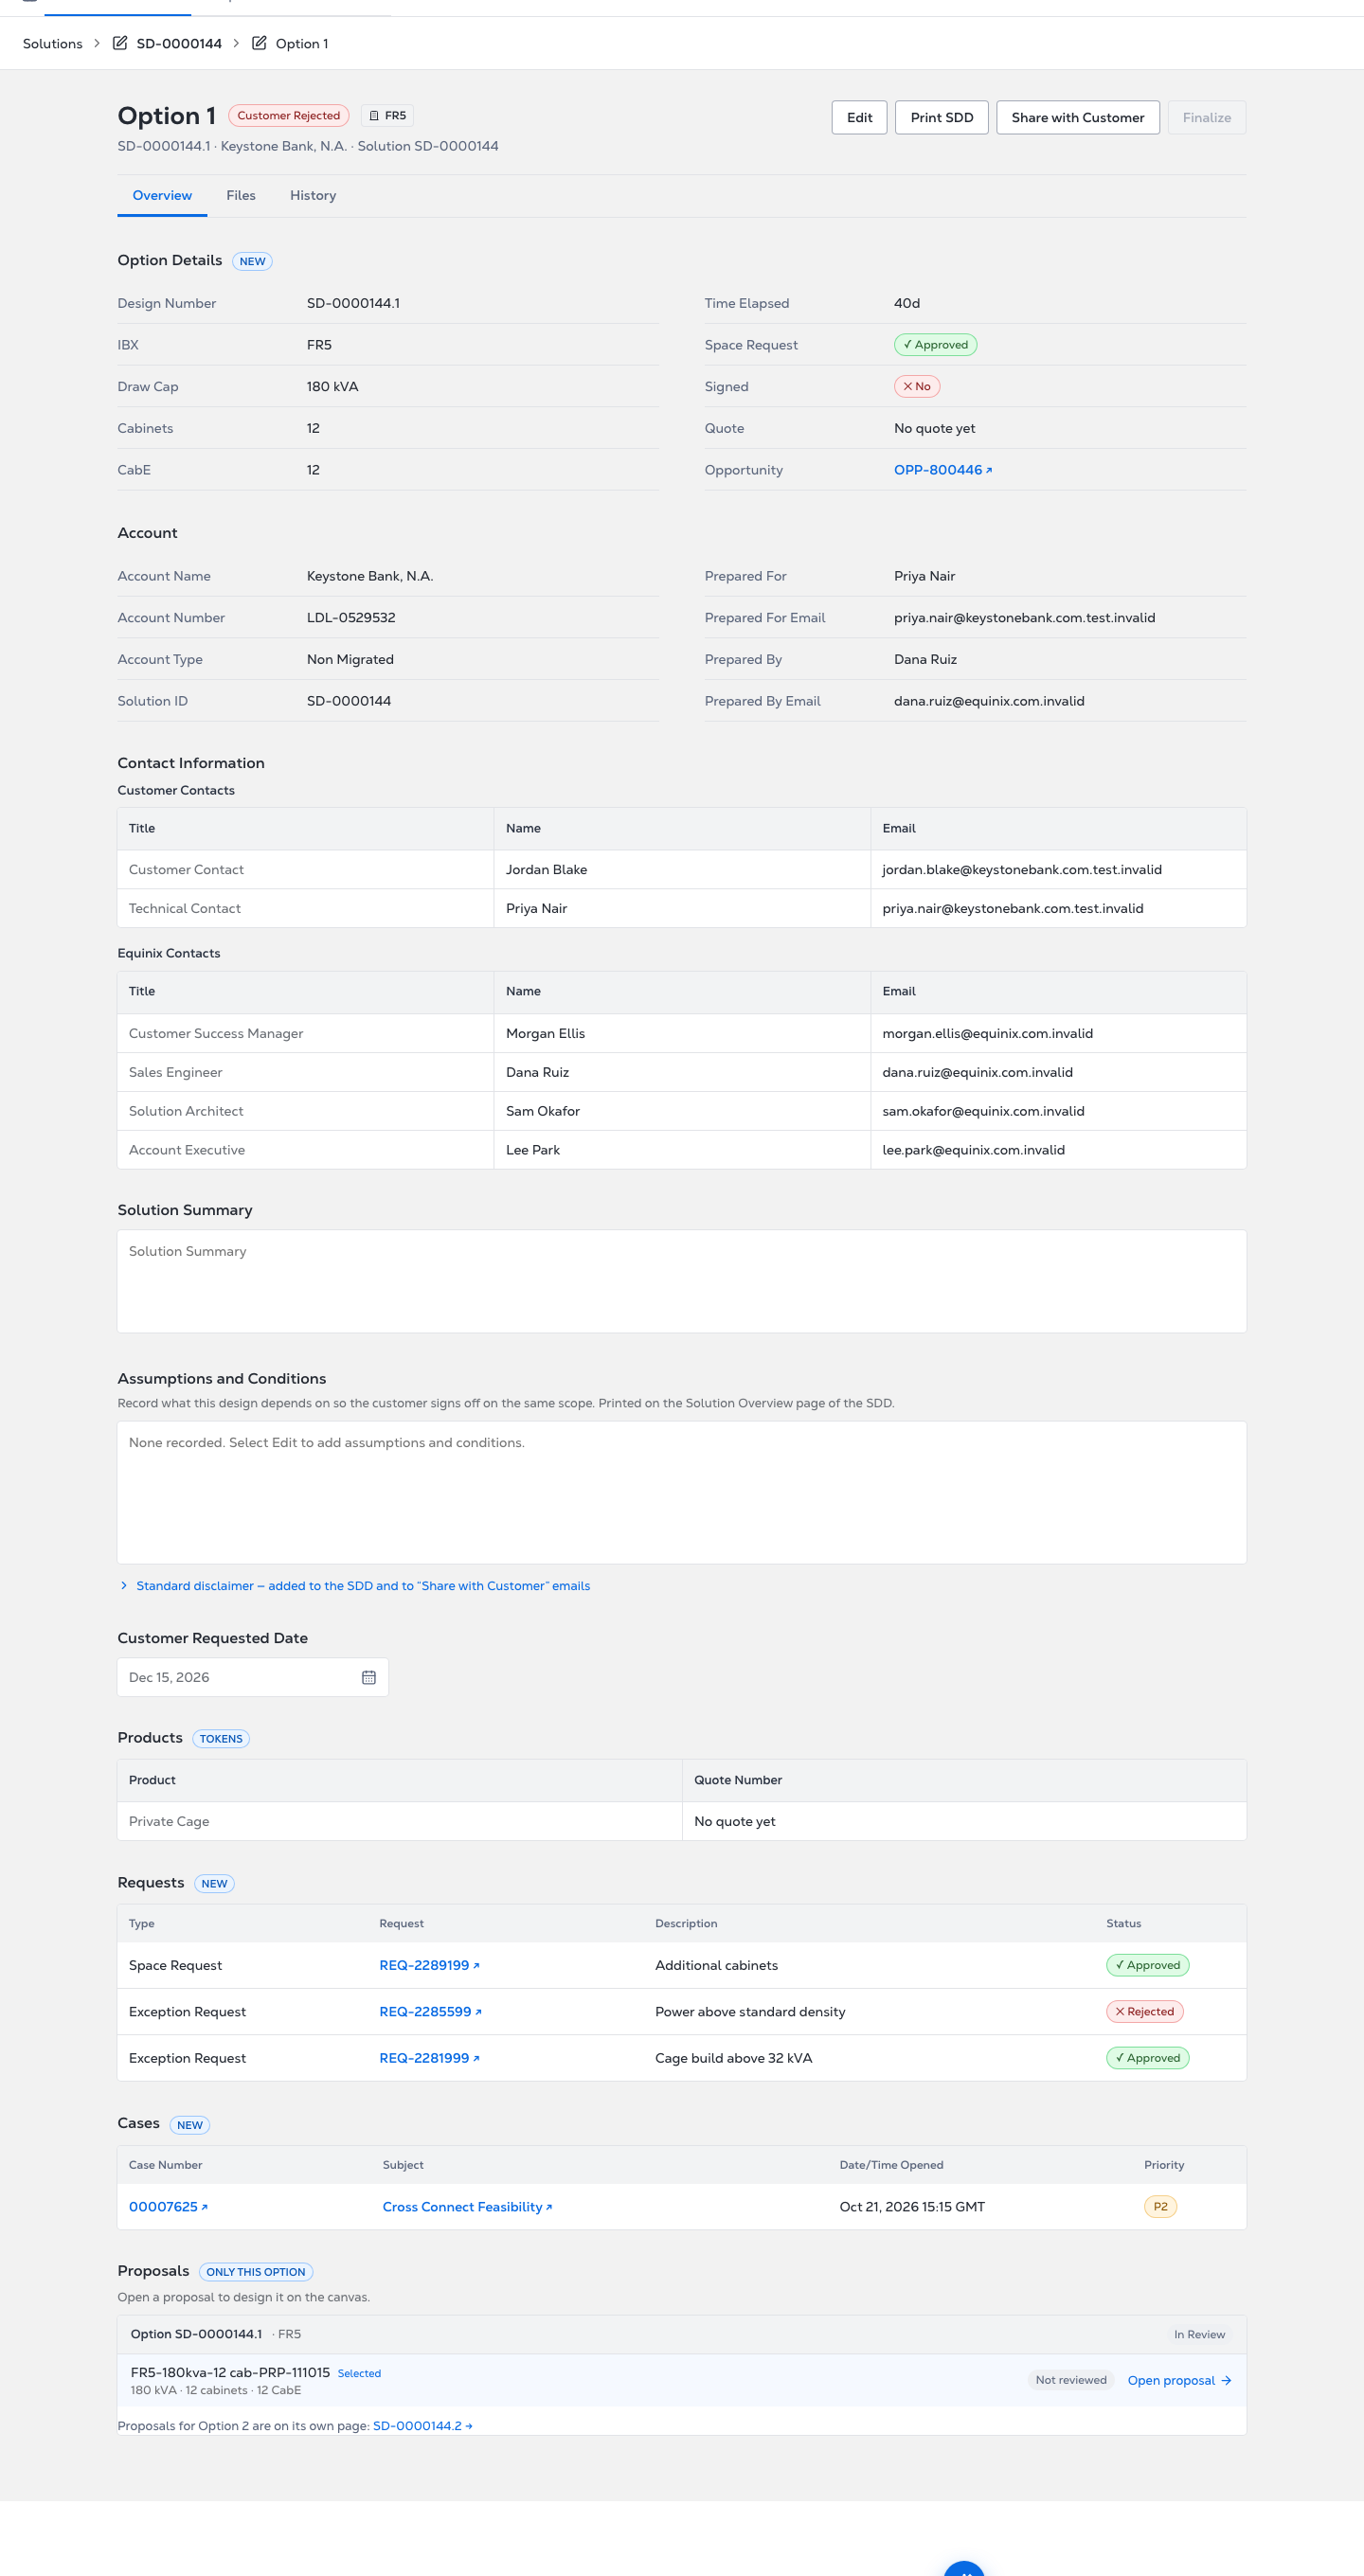 Solutions > SD-0000144 > Option 1
Option 1 Customer Rejected FR5 Edit Print SDD Share with Customer Finalize
SD-0000144.1 · Keystone Bank, N.A. · Solution SD-0000144
Overview Files History
Option Details NEW
Design Number SD-0000144.1 Time Elapsed 40d
IBX FR5 Space Request ✓ Approved
Draw Cap 180 kVA Signed ✕ No
Cabinets 12 Quote No quote yet
CabE 12 Opportunity OPP-800446 ↗
Account
Account Name Keystone Bank, N.A. Prepared For Priya Nair
Account Number LDL-0529532 Prepared For Email priya.nair@keystonebank.com.test.invalid
Account Type Non Migrated Prepared By Dana Ruiz
Solution ID SD-0000144 Prepared By Email dana.ruiz@equinix.com.invalid
Contact Information
Customer Contacts
Title Name Email
Customer Contact Jordan Blake jordan.blake@keystonebank.com.test.invalid
Technical Contact Priya Nair priya.nair@keystonebank.com.test.invalid
Equinix Contacts
Title Name Email
Customer Success Manager Morgan Ellis morgan.ellis@equinix.com.invalid
Sales Engineer Dana Ruiz dana.ruiz@equinix.com.invalid
Solution Architect Sam Okafor sam.okafor@equinix.com.invalid
Account Executive Lee Park lee.park@equinix.com.invalid
Solution Summary
Solution Summary
Assumptions and Conditions
Record what this design depends on so the customer signs off on the same scope. Printed on the Solution Overview page of the SDD.
None recorded. Select Edit to add assumptions and conditions.
> Standard disclaimer – added to the SDD and to "Share with Customer" emails
Customer Requested Date
Dec 15, 2026
Products TOKENS
Product Quote Number
Private Cage No quote yet
Requests NEW
Type Request Description Status
Space Request REQ-2289199 ↗ Additional cabinets ✓ Approved
Exception Request REQ-2285599 ↗ Power above standard density ✕ Rejected
Exception Request REQ-2281999 ↗ Cage build above 32 kVA ✓ Approved
Cases NEW
Case Number Subject Date/Time Opened Priority
00007625 ↗ Cross Connect Feasibility ↗ Oct 21, 2026 15:15 GMT P2
Proposals ONLY THIS OPTION
Open a proposal to design it on the canvas.
Option SD-0000144.1 · FR5 In Review
FR5-180kva-12 cab-PRP-111015 Selected Not reviewed Open proposal →
180 kVA · 12 cabinets · 12 CabE
Proposals for Option 2 are on its own page: SD-0000144.2 →